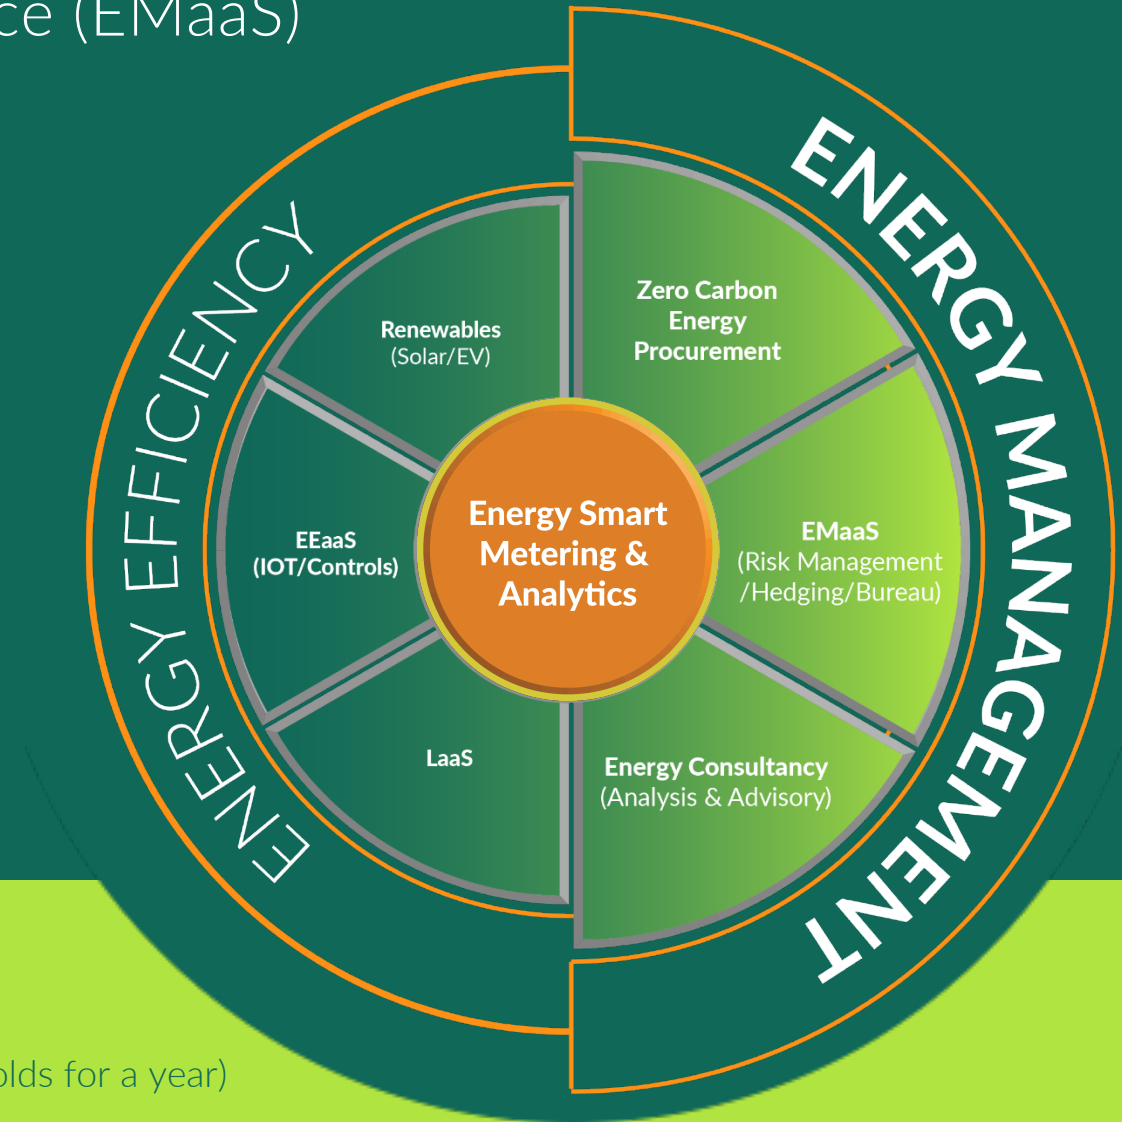 ce (EMaaS)
ENERGY EFFICIENCY
ENERGY MANAGEMENT
Renewables
(Solar/EV)
Zero Carbon
Energy
Procurement
EEaaS
(IOT/Controls)
Energy Smart
Metering &
Analytics
EMaaS
(Risk Management
/Hedging/Bureau)
LaaS
Energy Consultancy
(Analysis & Advisory)
olds for a year)